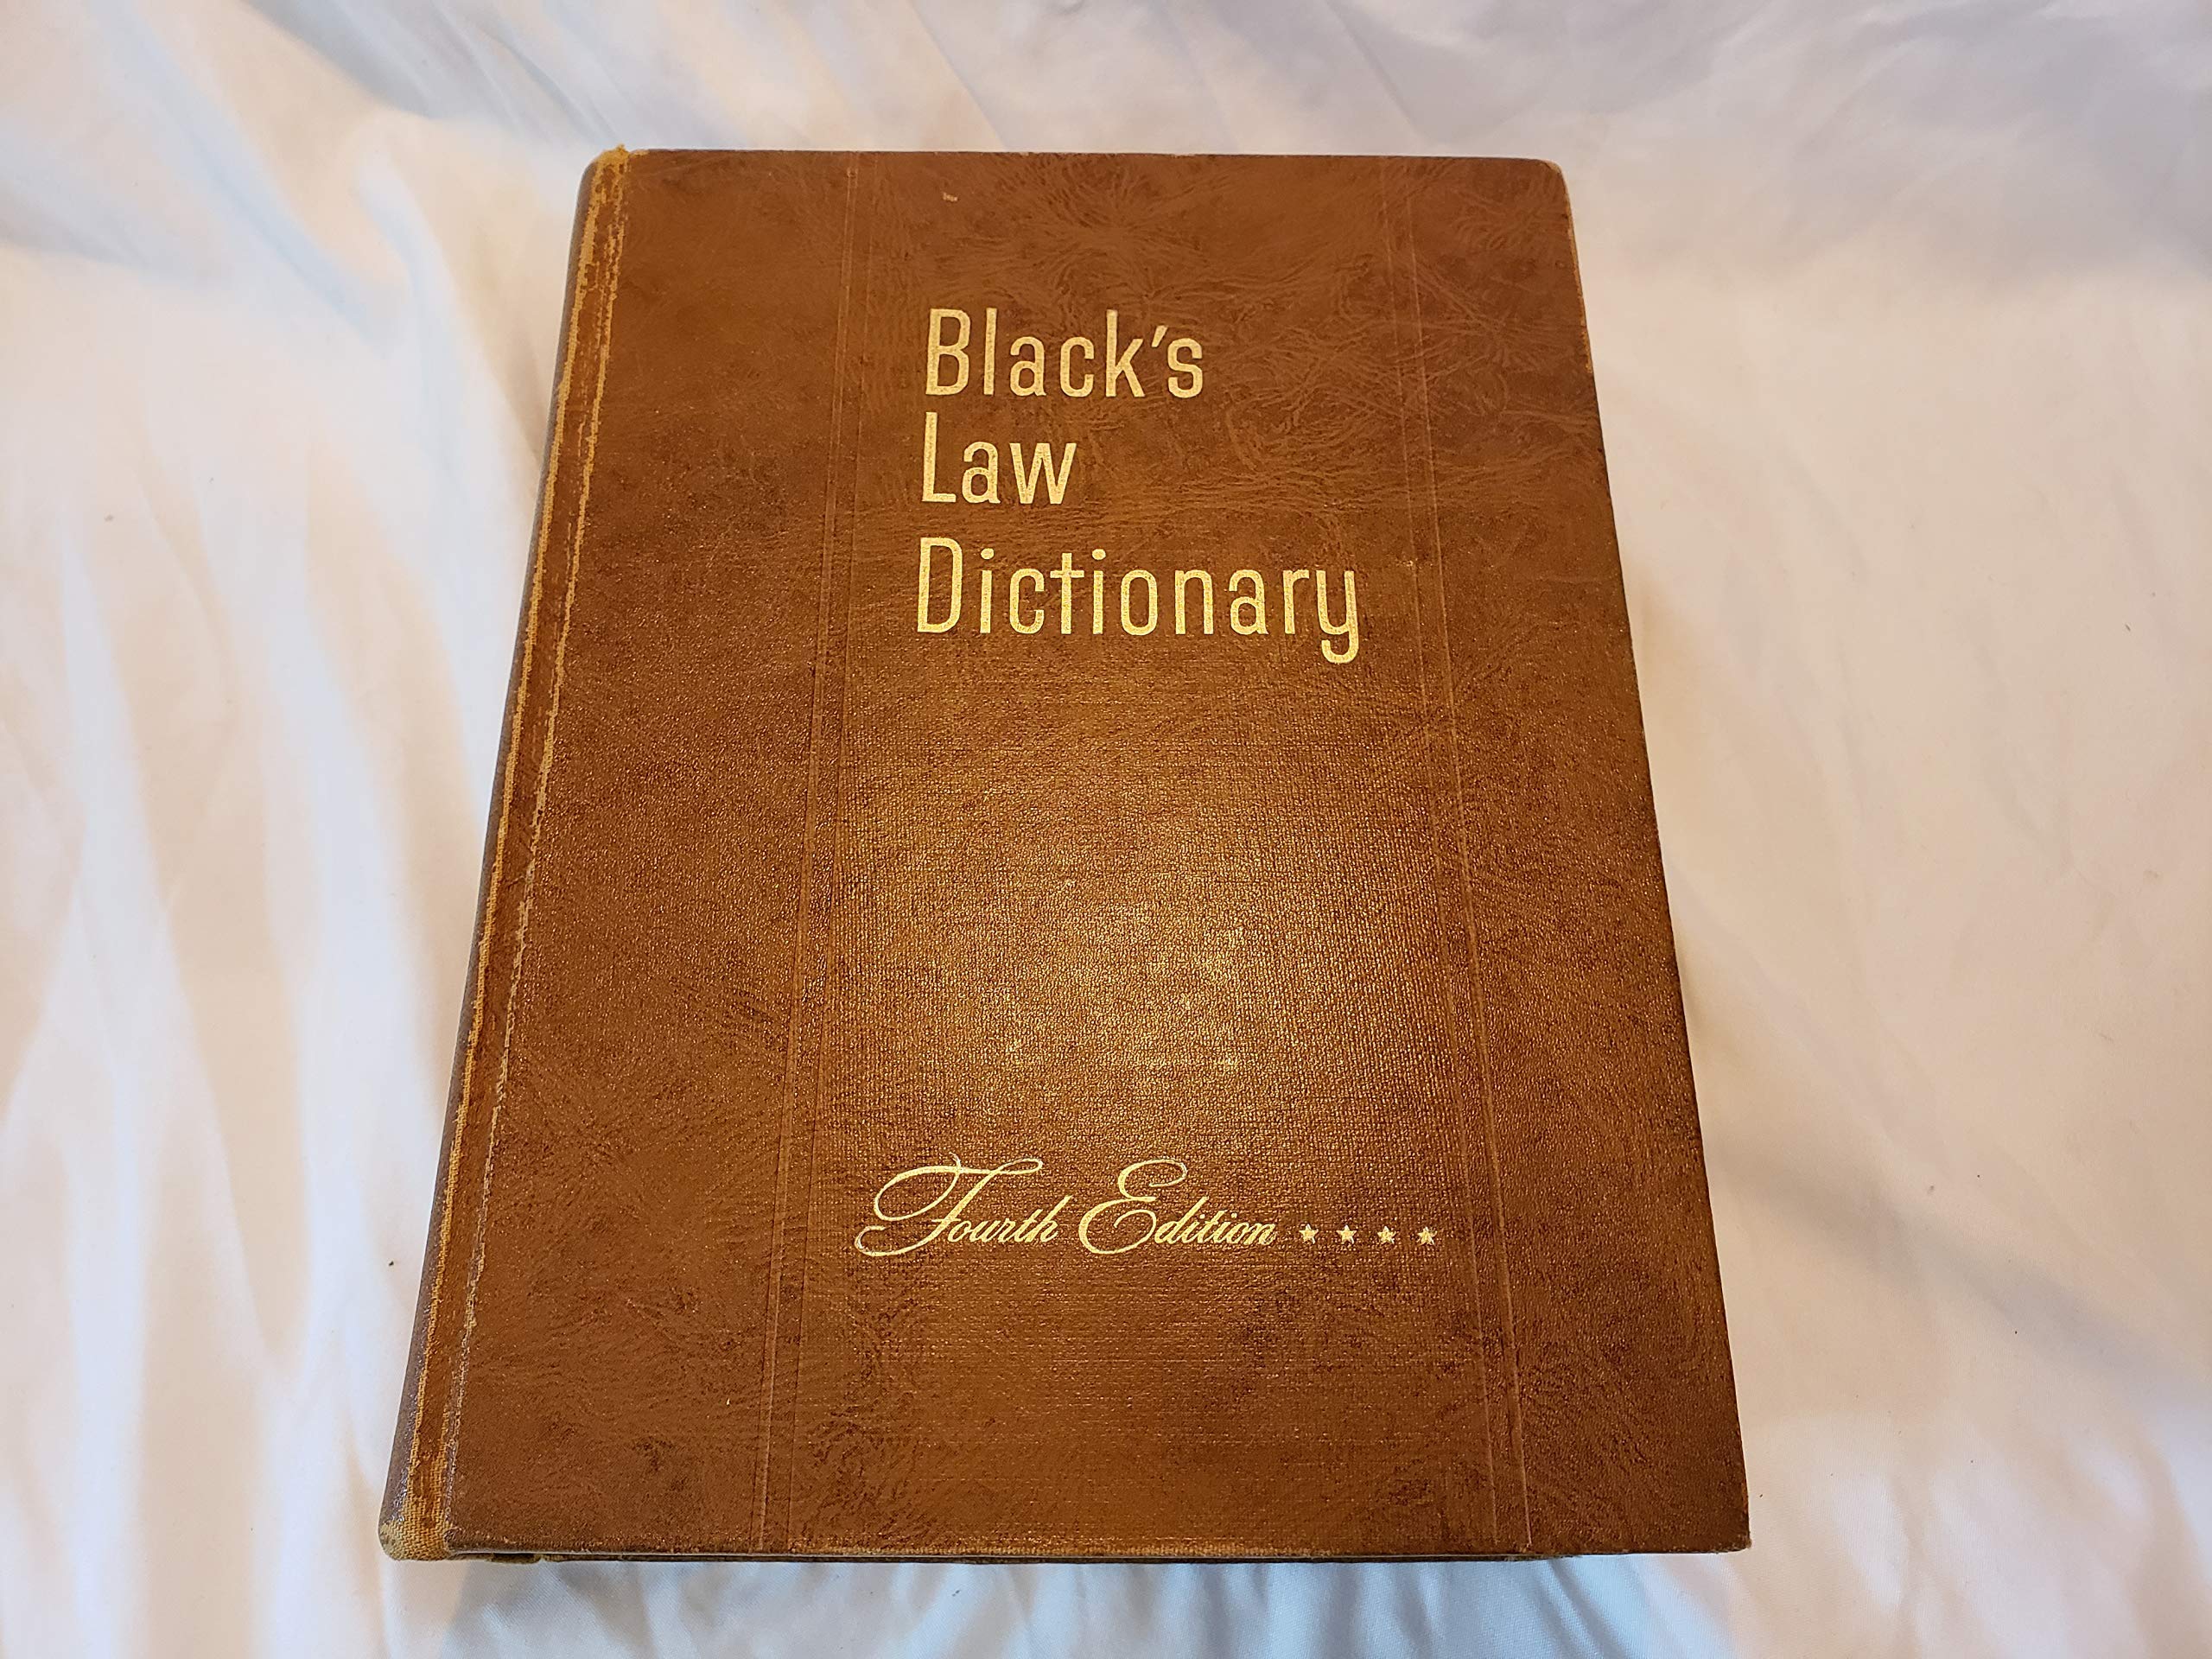 Black's
Law
Dictionary
Fourth Edition ★ ★ ★ ★